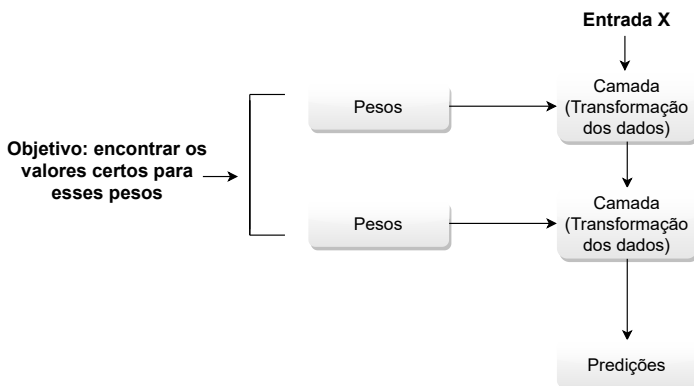 Entrada X
Camada
(Transformação
dos dados)
Pesos
Objetivo: encontrar os
valores certos para
esses pesos
Pesos
Camada
(Transformação
dos dados)
Predições